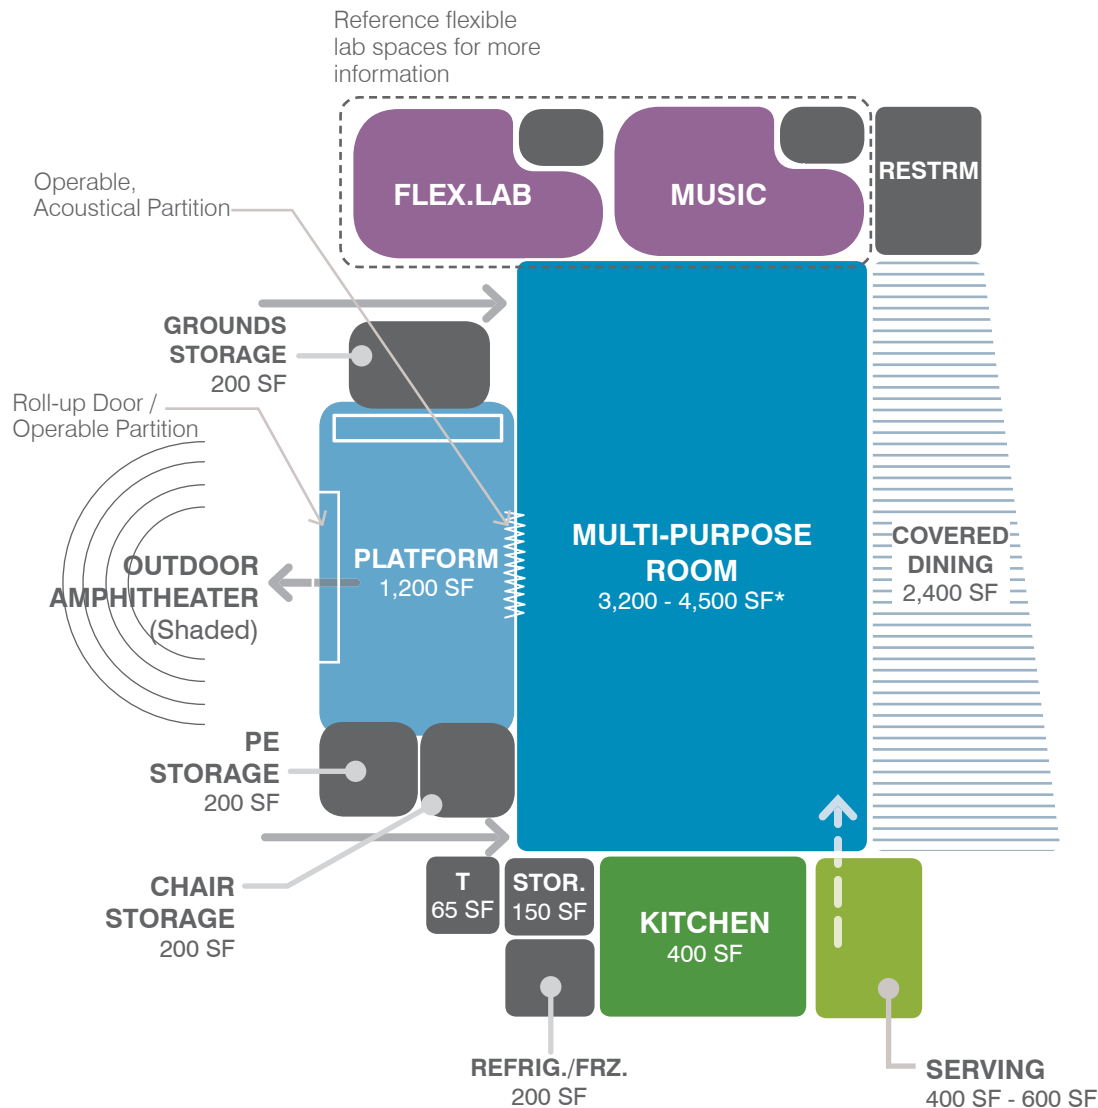 Reference flexible
lab spaces for more
information
Operable,
Acoustical Partition
FLEX.LAB
MUSIC
RESTRM
GROUNDS
STORAGE
200 SF
Roll-up Door /
Operable Partition
OUTDOOR
AMPHITHEATER
(Shaded)
PLATFORM
1,200 SF
MULTI-PURPOSE
ROOM
3,200 - 4,500 SF*
COVERED
DINING
2,400 SF
PE
STORAGE
200 SF
CHAIR
STORAGE
200 SF
T
65 SF
STOR.
150 SF
KITCHEN
400 SF
REFRIG./FRZ.
200 SF
SERVING
400 SF - 600 SF